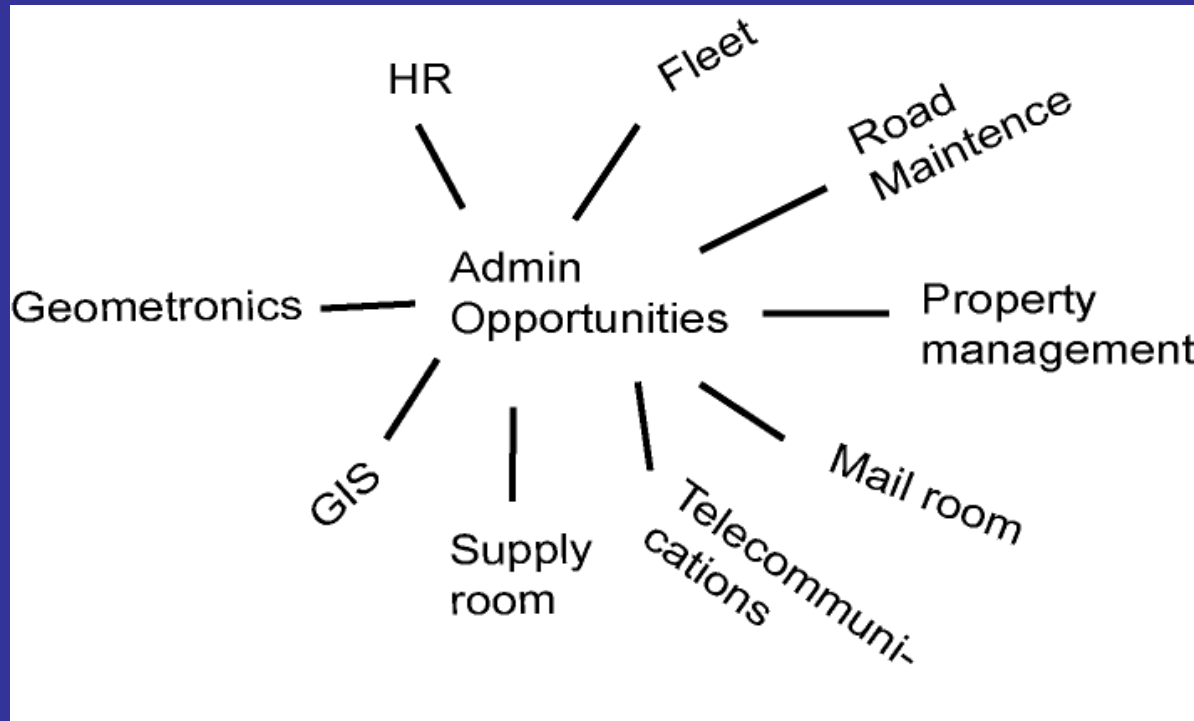 HR
Fleet
Road
Maintence
Admin
Opportunities
Geometronics
Property
management
Mail room
GIS
Supply
room
Telecommuni-
cations